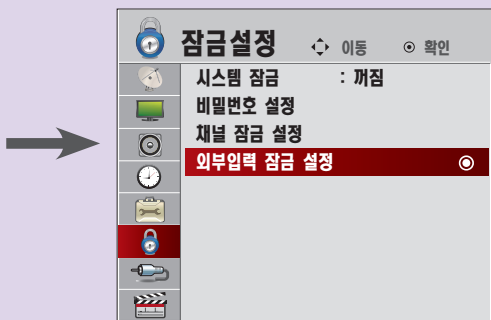 잠금설정 이동 확인
시스템 잠금 : 꺼짐
비밀번호 설정
채널 잠금 설정
외부입력 잠금 설정